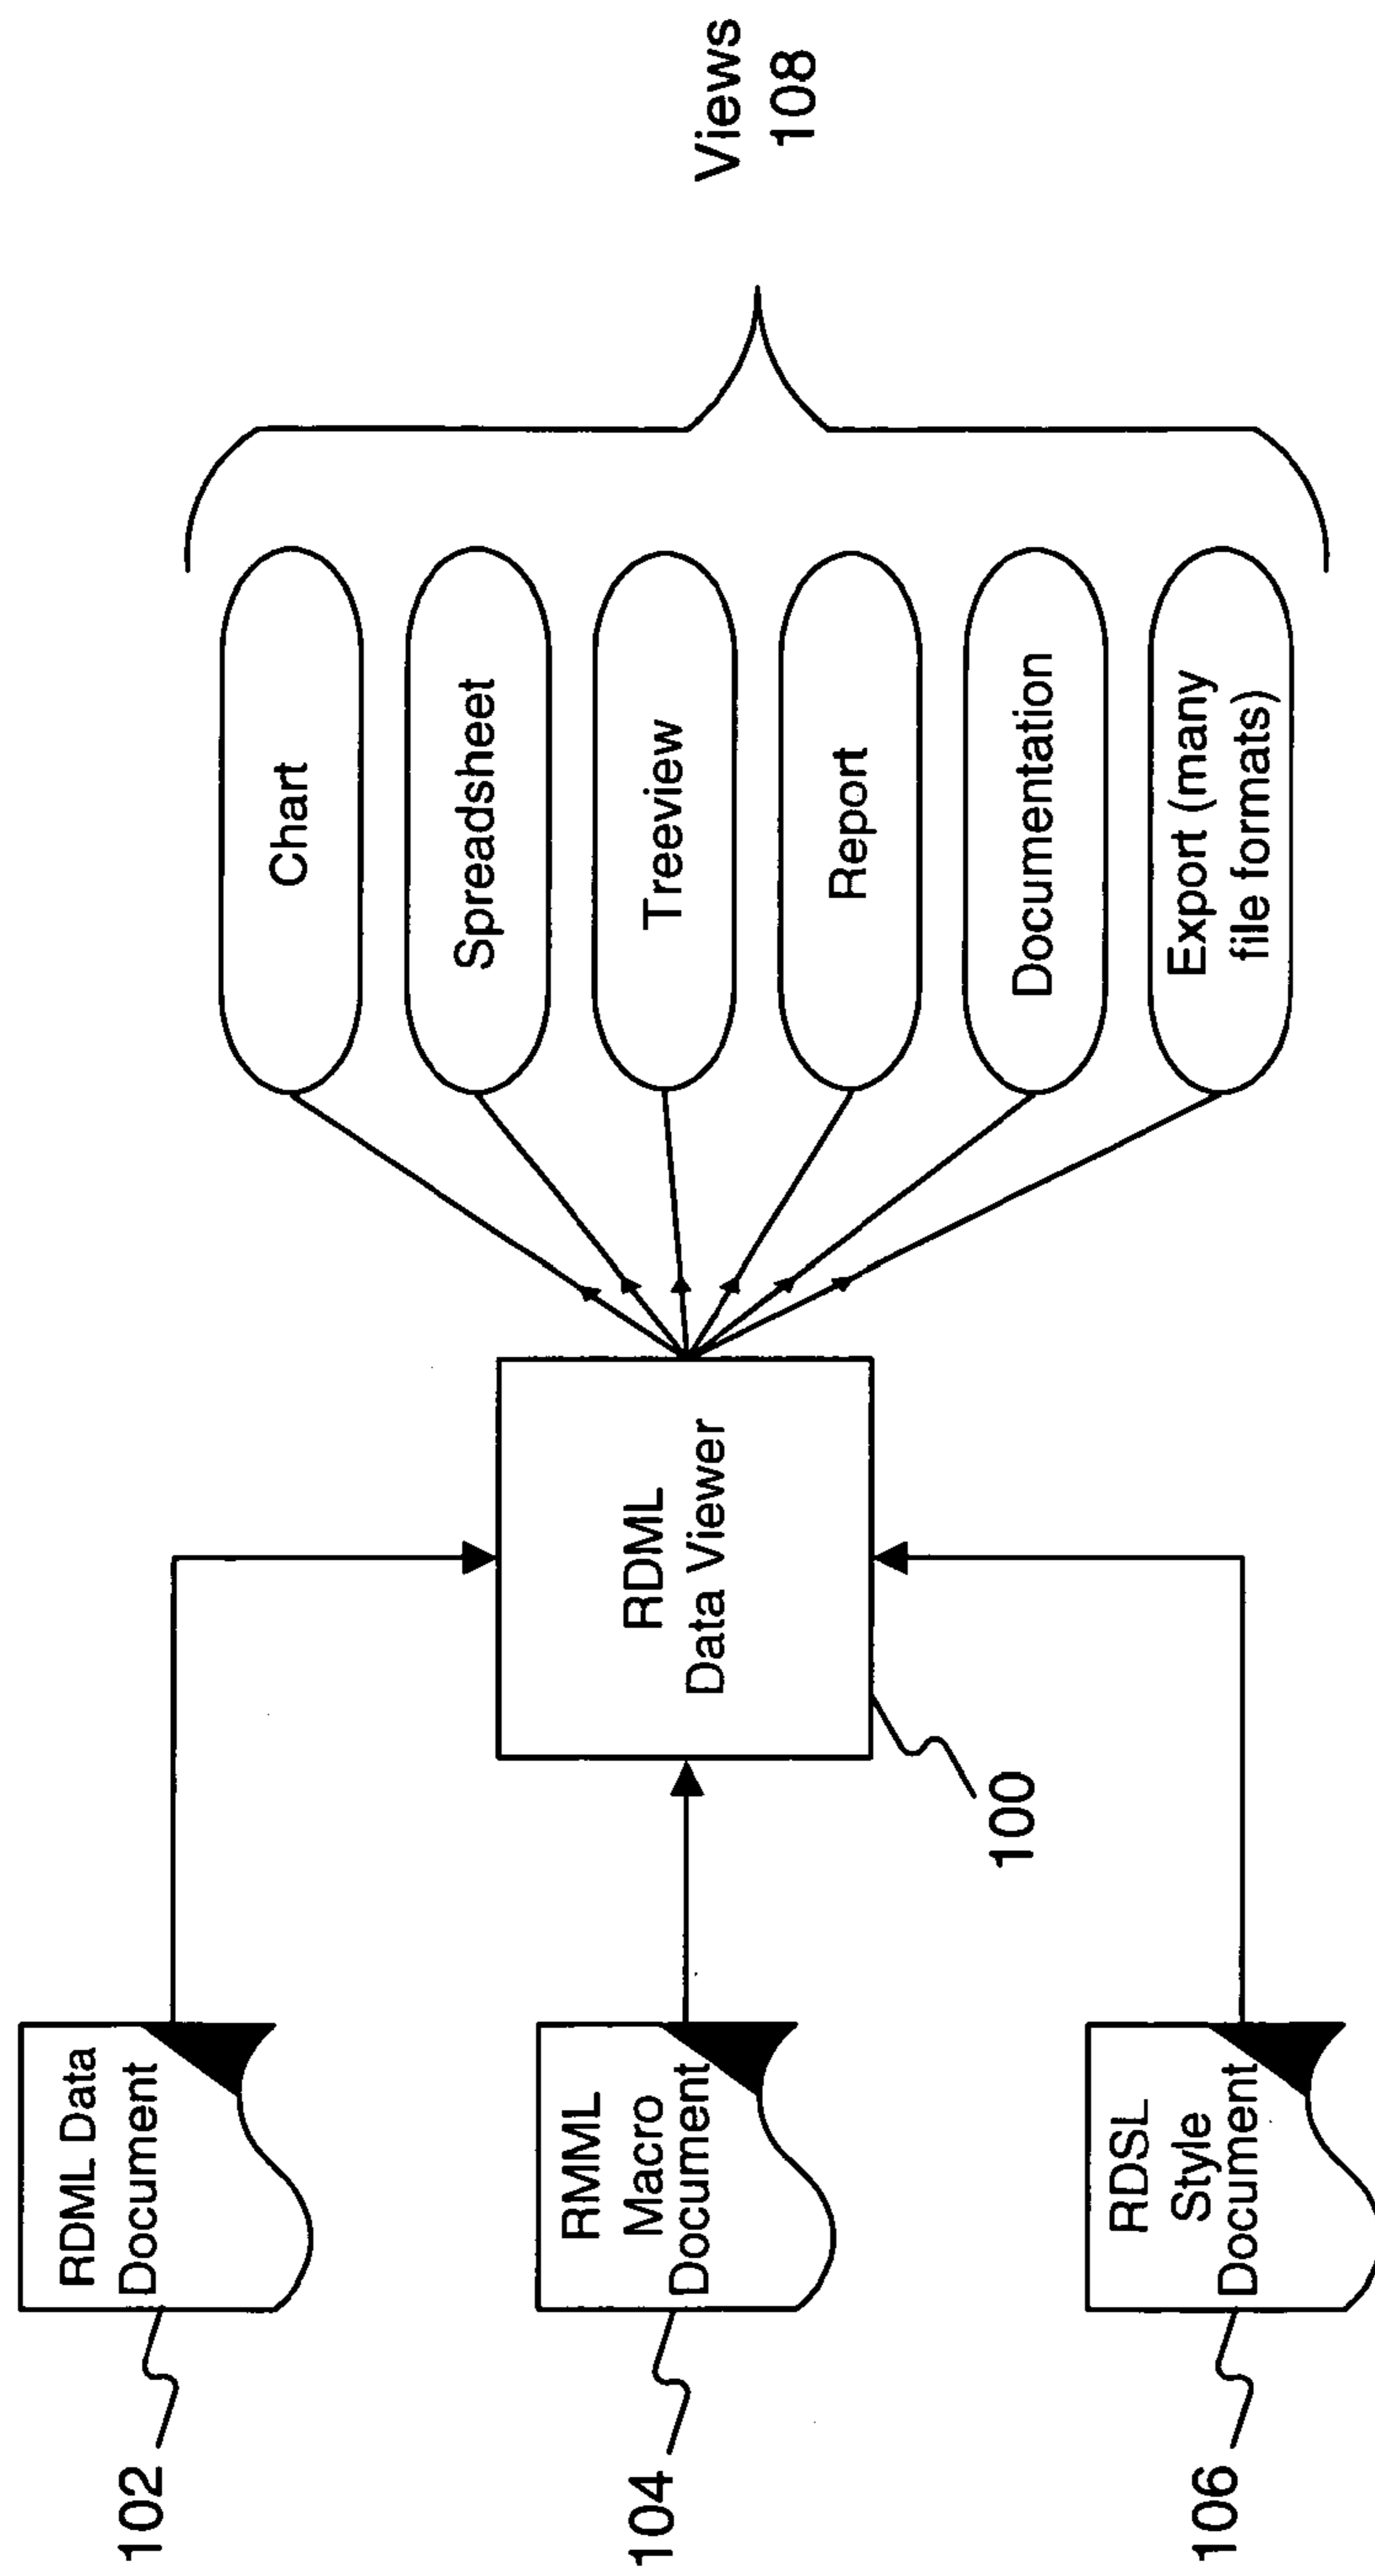 102
RDML Data
Document
104
RMML
Macro
Document
106
RDSL
Style
Document
RDML
Data Viewer
100
Chart
Spreadsheet
Treeview
Report
Documentation
Export (many
file formats)
Views
108